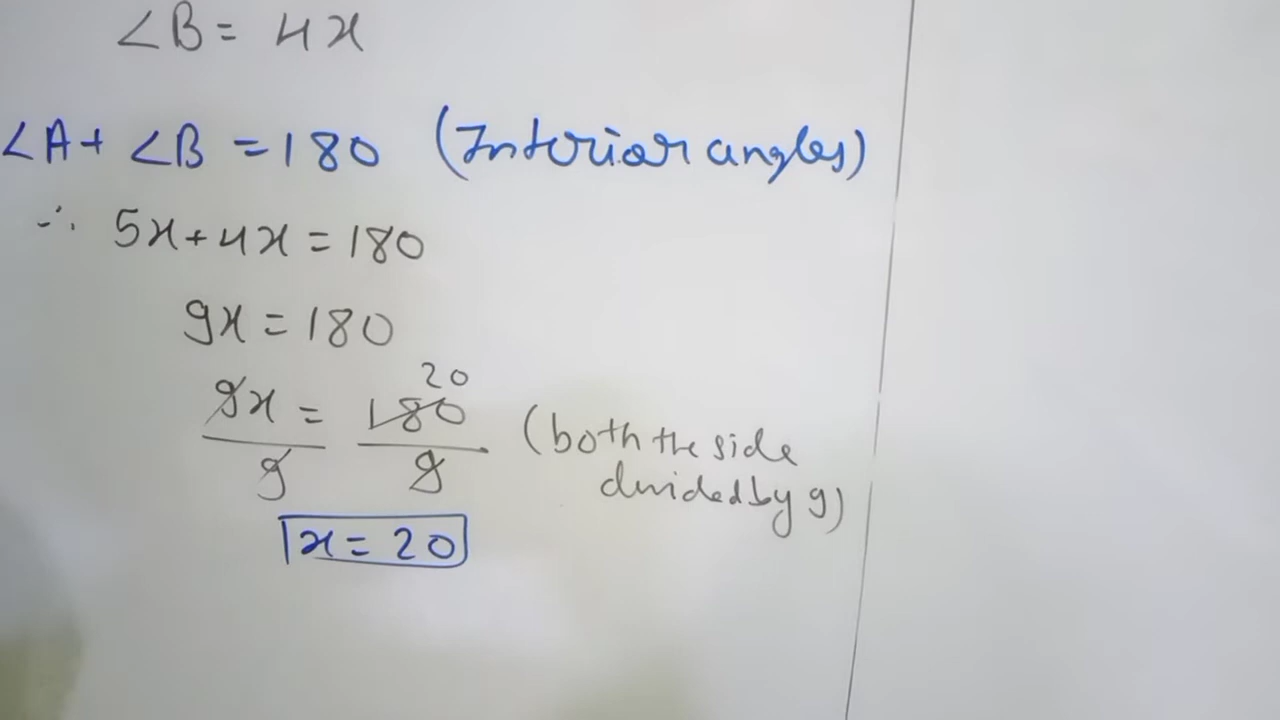 ∠B = 4x
∠A + ∠B = 180 (Interior angles)
∴ 5x + 4x = 180
9x = 180
20
9x = 180 (both the side
9 9 divided by 9)
x = 20